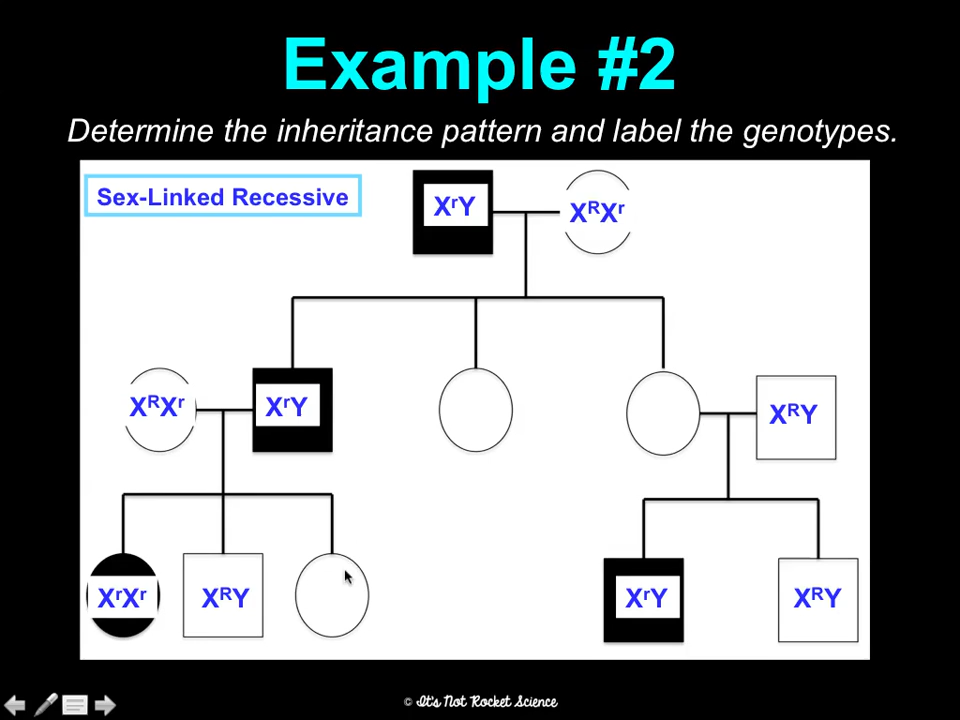 Example #2
Determine the inheritance pattern and label the genotypes.
Sex-Linked Recessive
XʳY
XᴿXʳ
XᴿXʳ
XʳY
XᴿY
XʳXʳ
XᴿY
XʳY
XᴿY
© It's Not Rocket Science